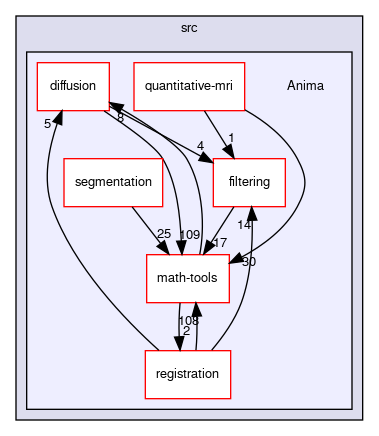 src
diffusion
quantitative-mri
Anima
5
8
4
1
segmentation
filtering
25
109
17
14
30
math-tools
108
2
registration